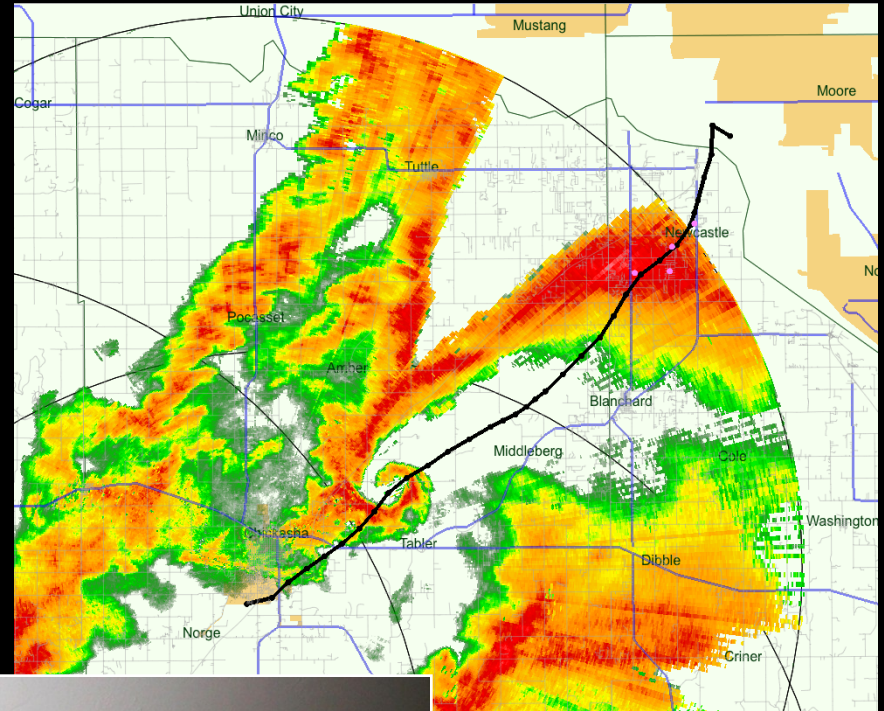 Union City
Mustang
Cogar
Moore
Minco
Tuttle
Newcastle
No
Pocasset
Amber
Blanchard
Middleberg
Cole
Washington
Chickasha
Tabler
Dibble
Norge
Criner